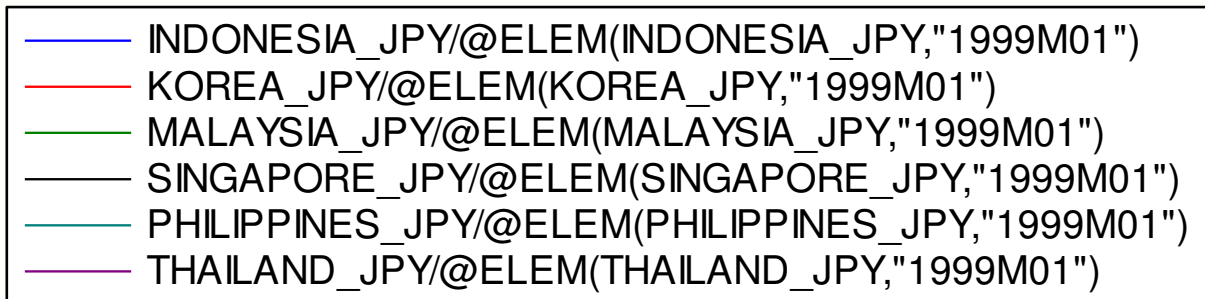 INDONESIA_JPY/@ELEM(INDONESIA_JPY,"1999M01")
KOREA_JPY/@ELEM(KOREA_JPY,"1999M01")
MALAYSIA_JPY/@ELEM(MALAYSIA_JPY,"1999M01")
SINGAPORE_JPY/@ELEM(SINGAPORE_JPY,"1999M01")
PHILIPPINES_JPY/@ELEM(PHILIPPINES_JPY,"1999M01")
THAILAND_JPY/@ELEM(THAILAND_JPY,"1999M01")